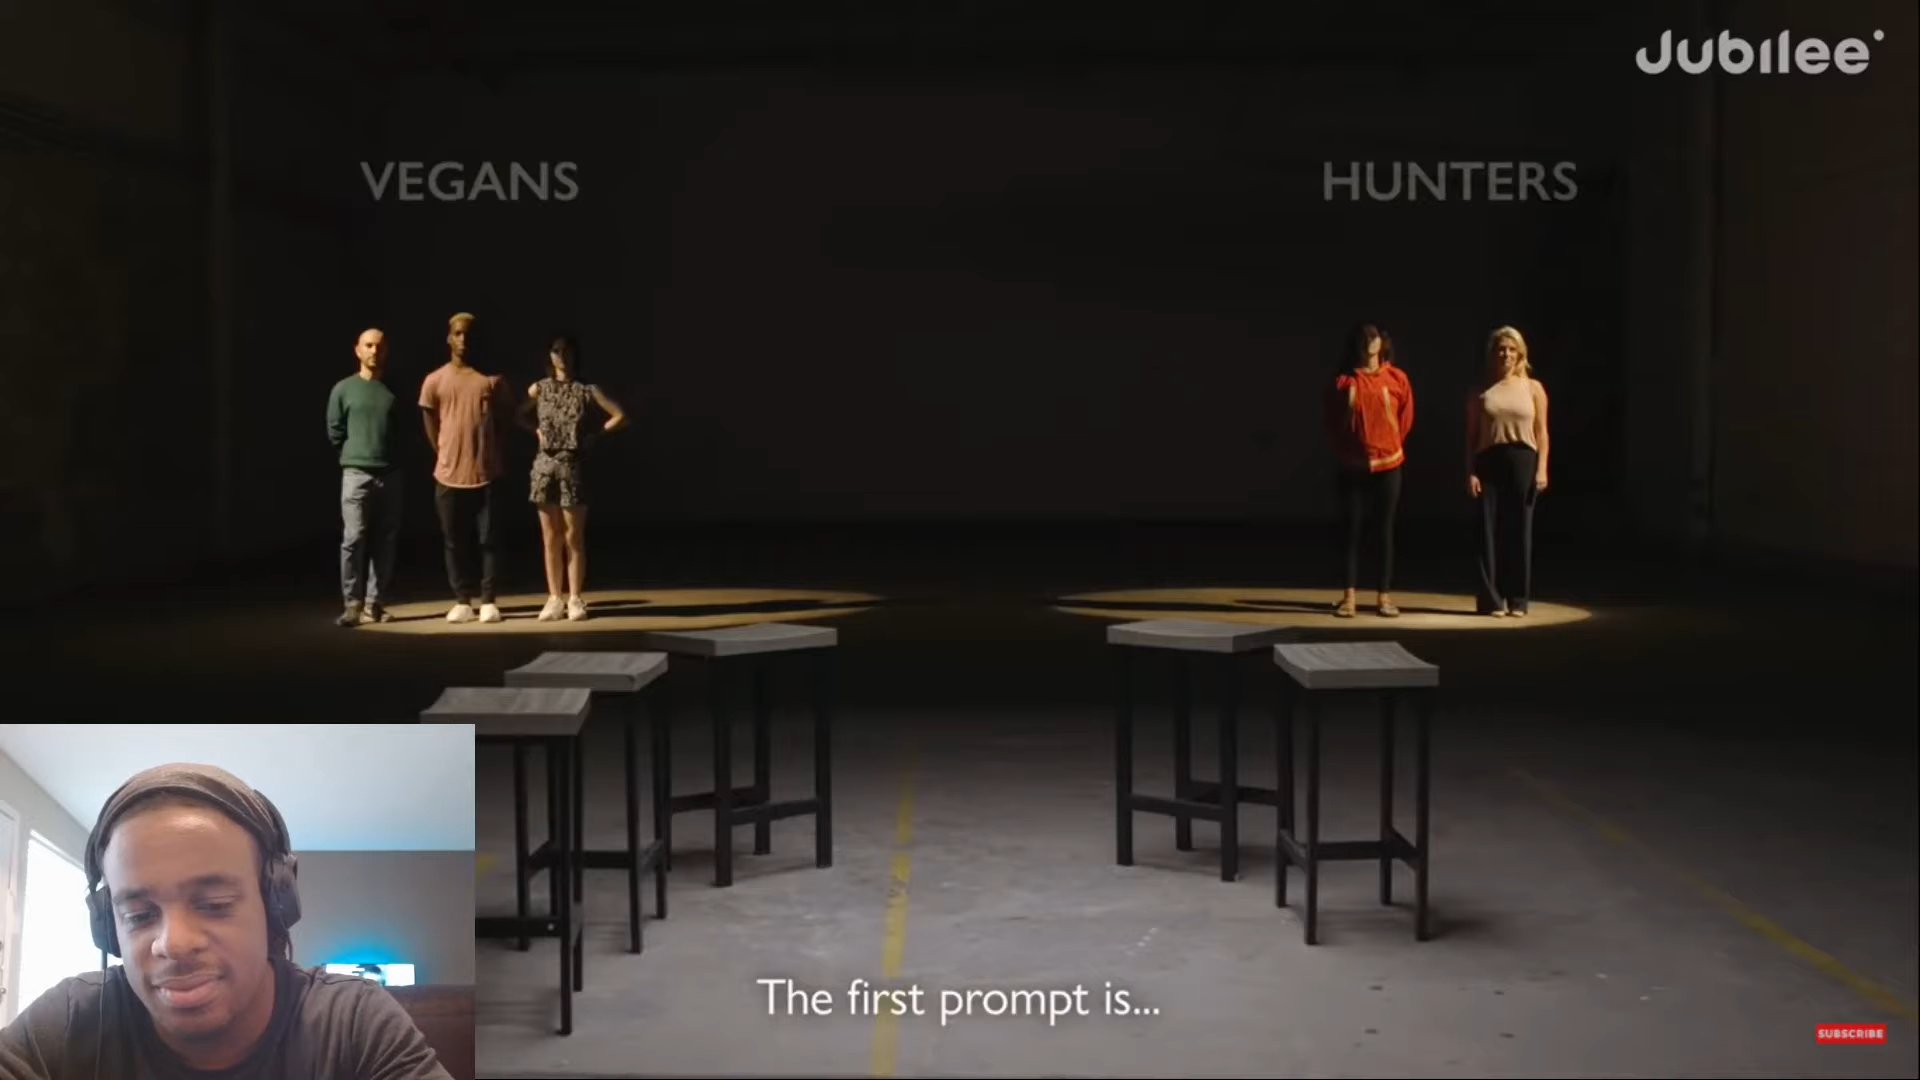 Jubilee
VEGANS
HUNTERS
The first prompt is...
SUBSCRIBE